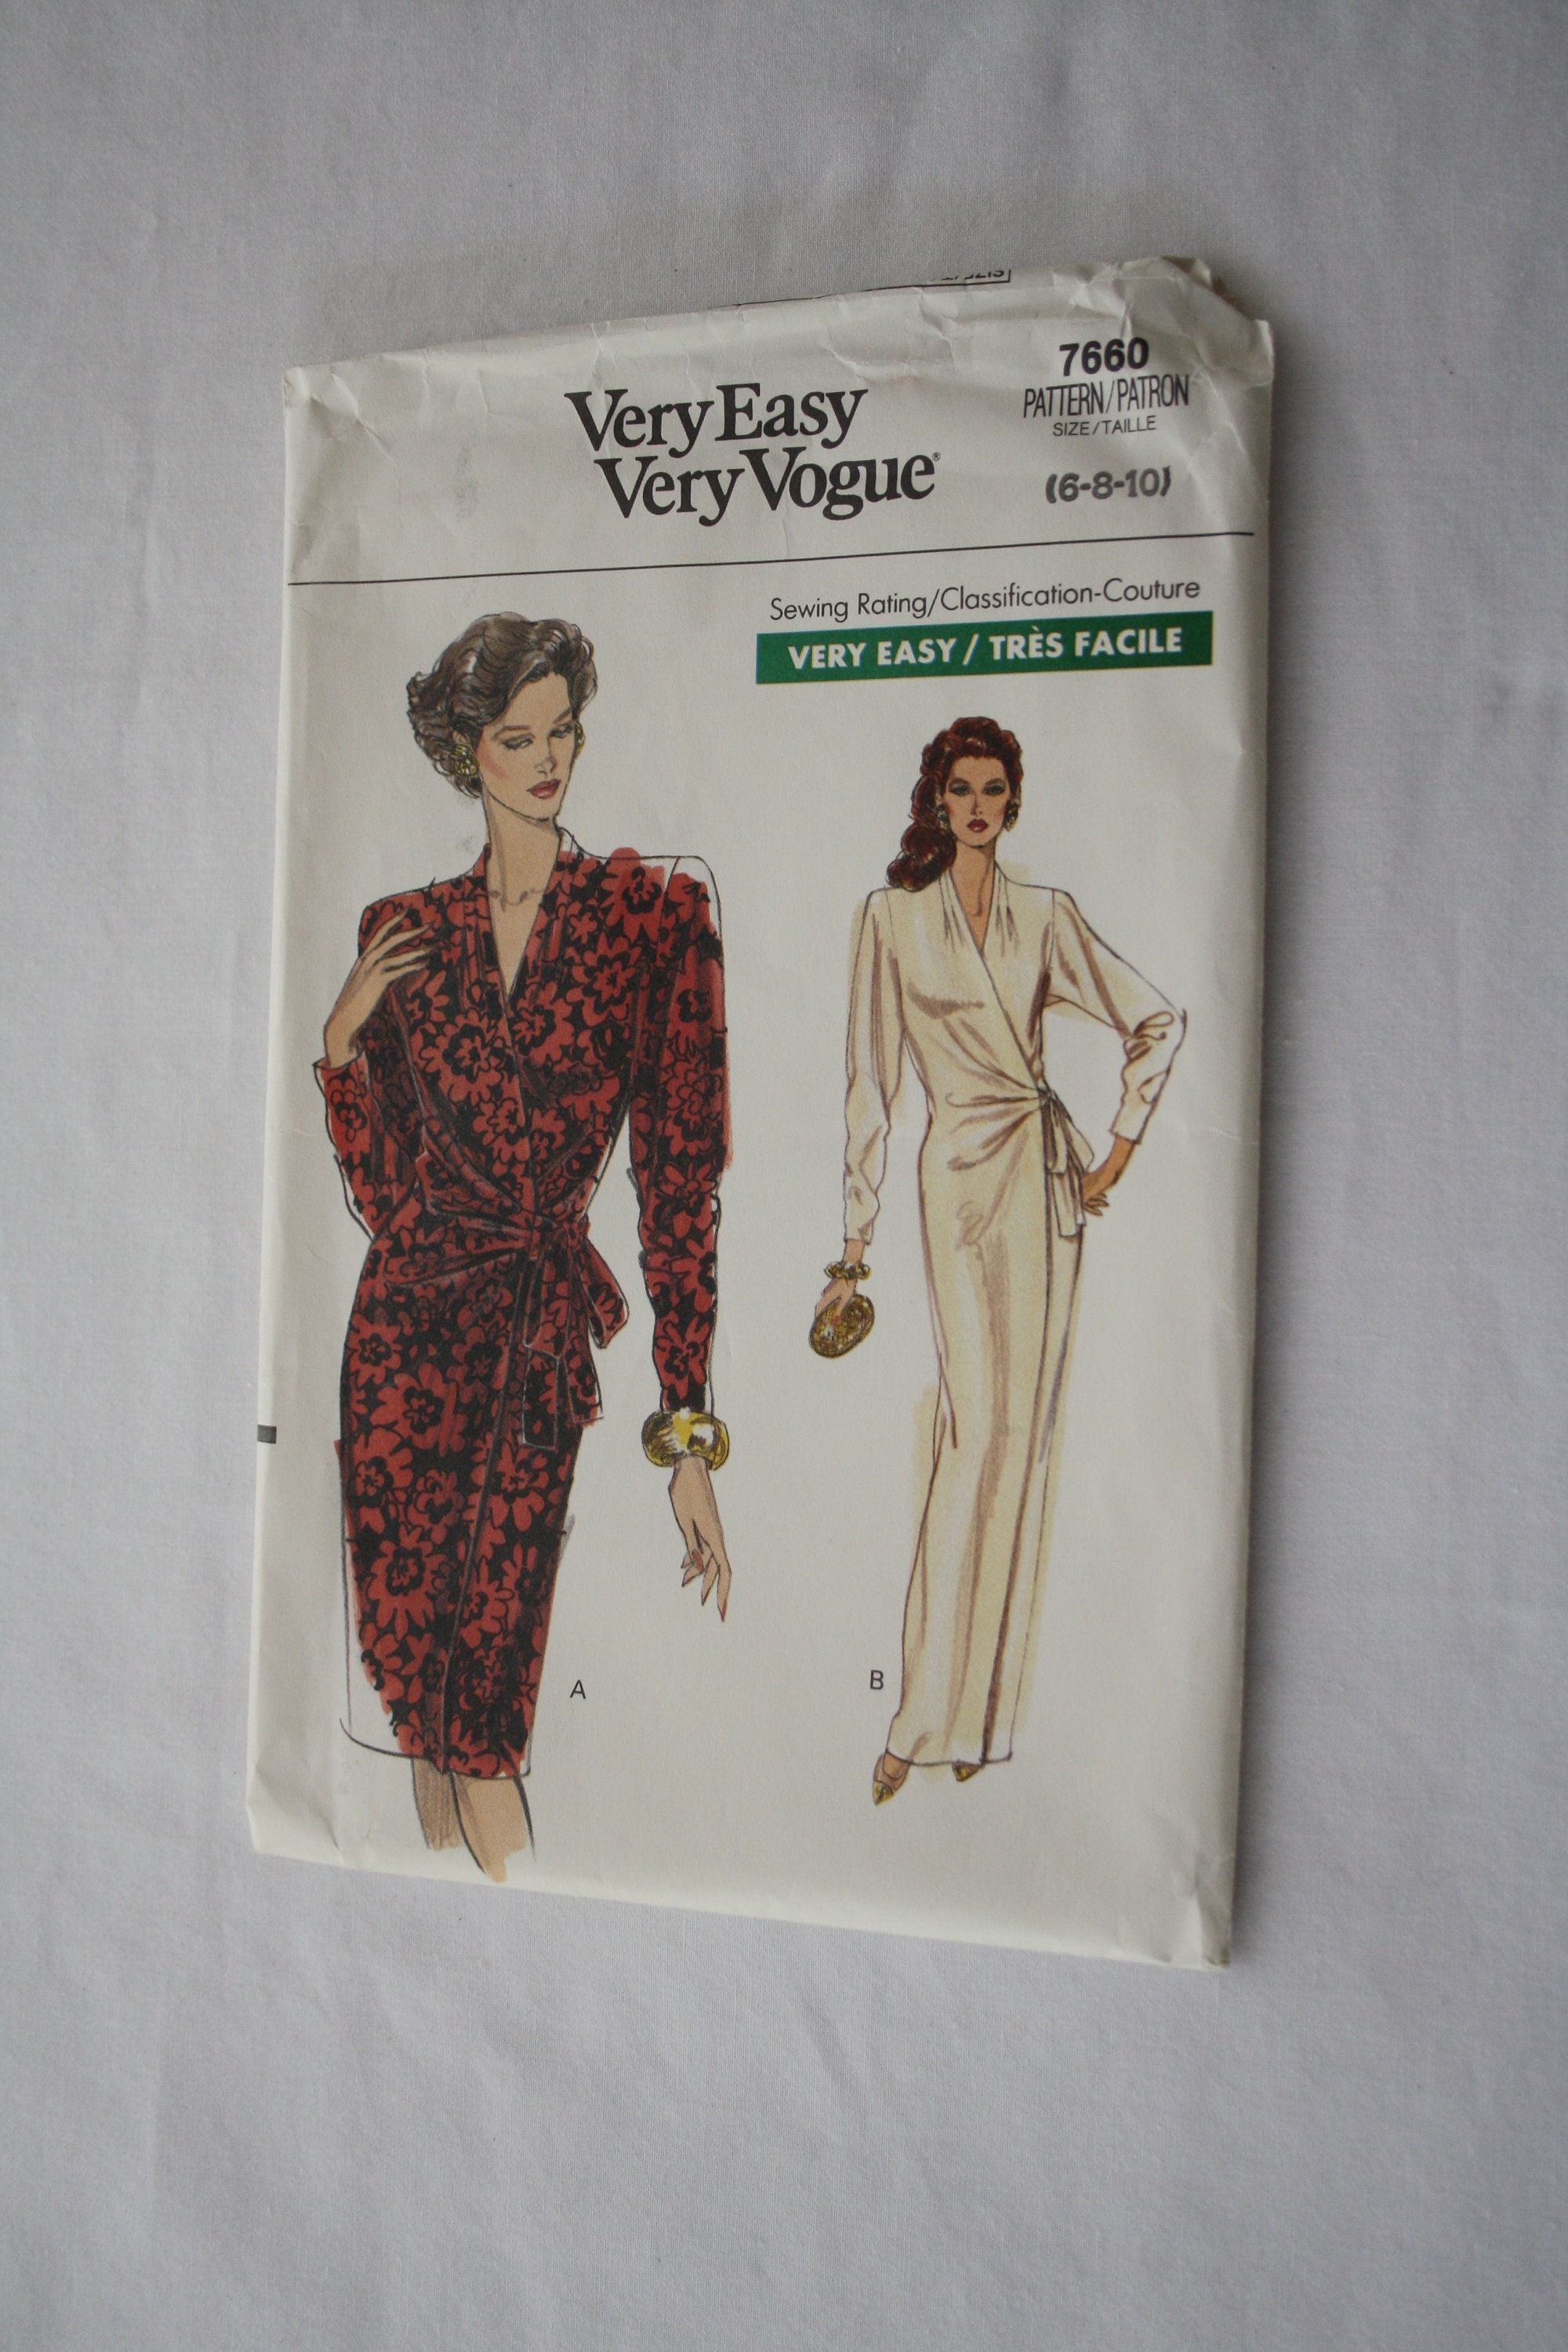 7660
PATTERN/PATRON
SIZE/TAILLE
(6-8-10)
Very Easy
Very Vogue®
Sewing Rating/Classification-Couture
VERY EASY / TRÈS FACILE
A
B